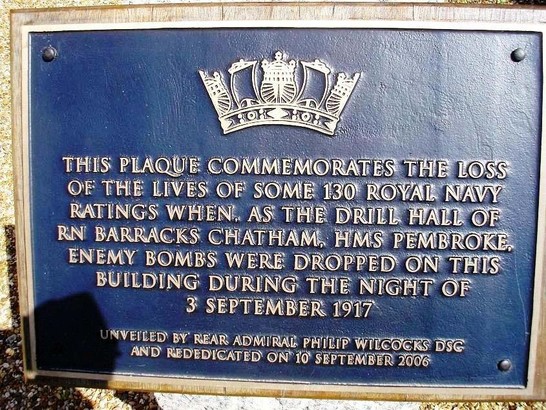 THIS PLAQUE COMMEMORATES THE LOSS
OF THE LIVES OF SOME 130 ROYAL NAVY
RATINGS WHEN, AS THE DRILL HALL OF
RN BARRACKS CHATHAM, HMS PEMBROKE,
ENEMY BOMBS WERE DROPPED ON THIS
BUILDING DURING THE NIGHT OF
3 SEPTEMBER 1917
UNVEILED BY REAR ADMIRAL PHILIP WILCOCKS DSC
AND REDEDICATED ON 10 SEPTEMBER 2006